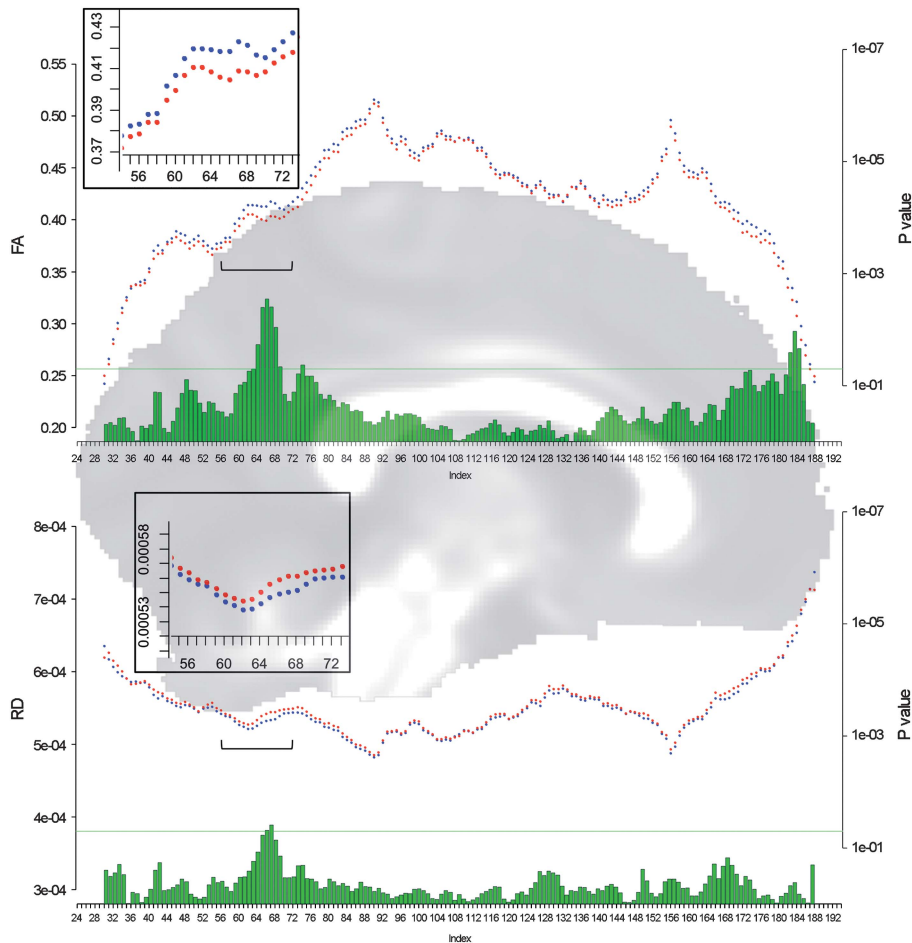 0.43
0.41
0.39
0.37
56 60 64 68 72
0.55
0.50
0.45
0.40
0.35
0.30
0.25
0.20
FA
1e-07
1e-05
1e-03
1e-01
P value
24 28 32 36 40 44 48 52 56 60 64 68 72 76 80 84 88 92 96 100 104 108 112 116 120 124 128 132 136 140 144 148 152 156 160 164 168 172 176 180 184 188 192
Index
0.00058
0.00053
56 60 64 68 72
8e-04
7e-04
6e-04
5e-04
4e-04
3e-04
RD
1e-07
1e-05
1e-03
1e-01
P value
24 28 32 36 40 44 48 52 56 60 64 68 72 76 80 84 88 92 96 100 104 108 112 116 120 124 128 132 136 140 144 148 152 156 160 164 168 172 176 180 184 188 192
Index